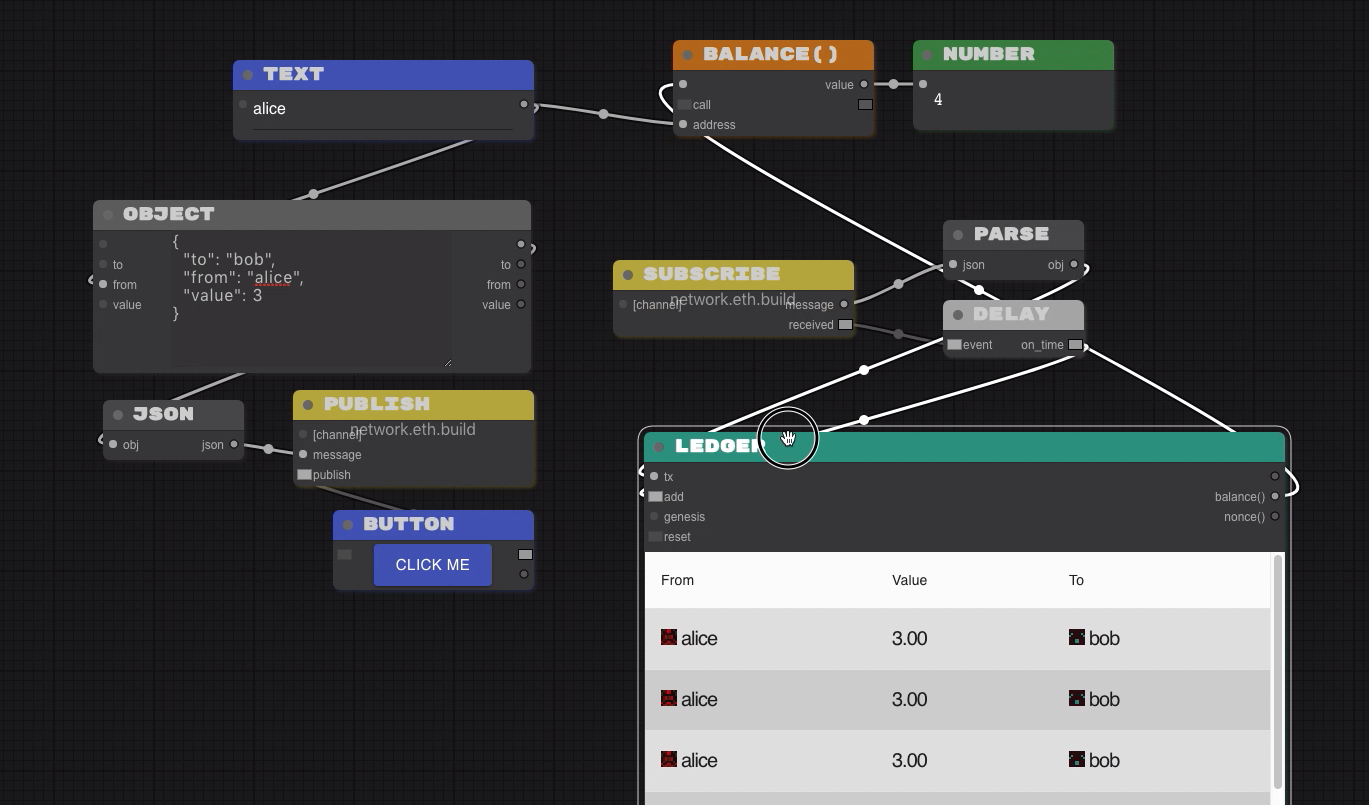 TEXT
alice
BALANCE()
value
call
address
NUMBER
4
OBJECT
to
from
value
{
"to": "bob",
"from": "alice",
"value": 3
}
to
from
value
SUBSCRIBE
[channel]
network.eth.build
message
received
PARSE
json
obj
DELAY
event
on_time
JSON
obj
json
PUBLISH
[channel]
network.eth.build
message
publish
BUTTON
CLICK ME
LEDGER
tx
add
genesis
reset
balance()
nonce()
From Value To
alice 3.00 bob
alice 3.00 bob
alice 3.00 bob